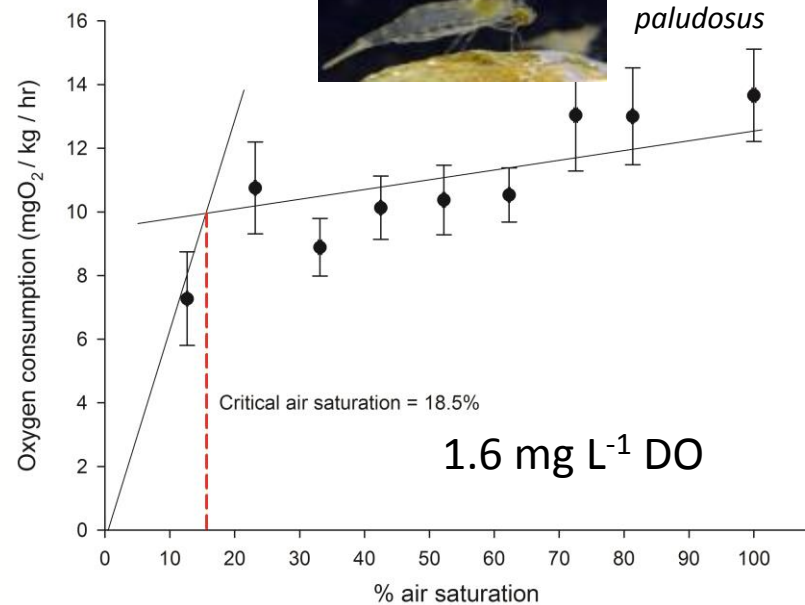 paludosus
16
14
12
10
8
6
4
2
0
Oxygen consumption (mgO₂ / kg / hr)
Critical air saturation = 18.5%
1.6 mg L⁻¹ DO
0 10 20 30 40 50 60 70 80 90 100
% air saturation